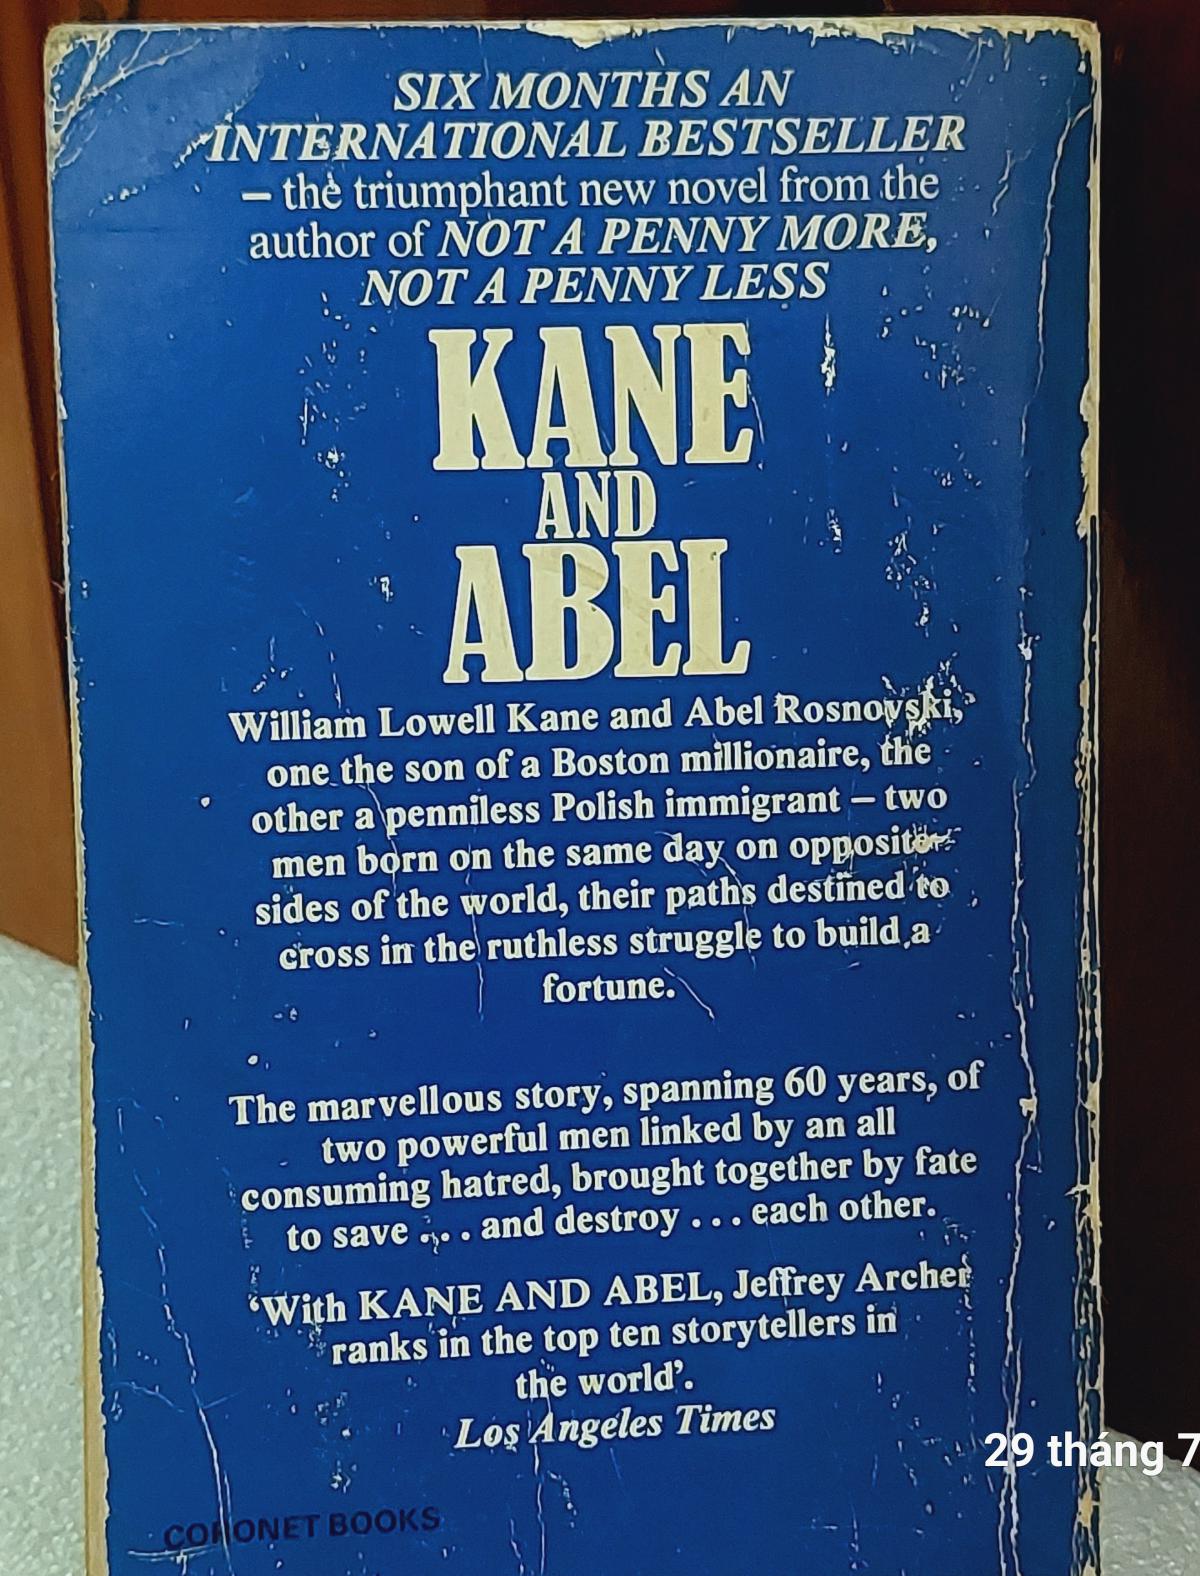 SIX MONTHS AN
INTERNATIONAL BESTSELLER
– the triumphant new novel from the
author of NOT A PENNY MORE,
NOT A PENNY LESS
KANE
AND
ABEL
William Lowell Kane and Abel Rosnovski,
one the son of a Boston millionaire, the
other a penniless Polish immigrant – two
men born on the same day on opposite
sides of the world, their paths destined to
cross in the ruthless struggle to build a
fortune.
The marvellous story, spanning 60 years, of
two powerful men linked by an all
consuming hatred, brought together by fate
to save . . . and destroy . . . each other.
‘With KANE AND ABEL, Jeffrey Archer
ranks in the top ten storytellers in
the world’.
Los Angeles Times
29 tháng 7
CORONET BOOKS